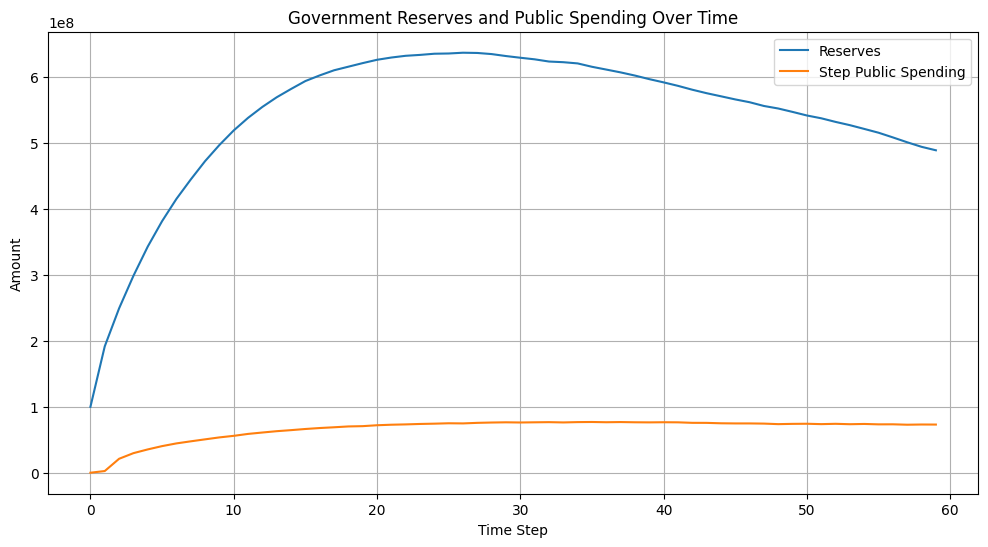 Government Reserves and Public Spending Over Time
1e8
Reserves
Step Public Spending
6
5
4
3
2
1
0
Amount
0 10 20 30 40 50 60
Time Step